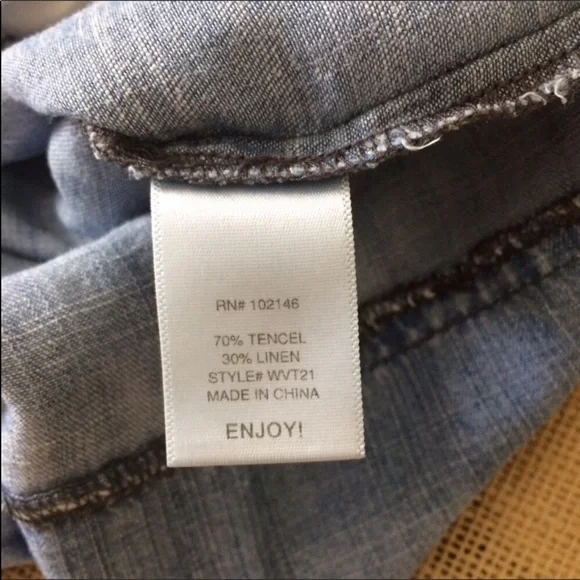 RN# 102146
70% TENCEL
30% LINEN
STYLE# WVT21
MADE IN CHINA
ENJOY!